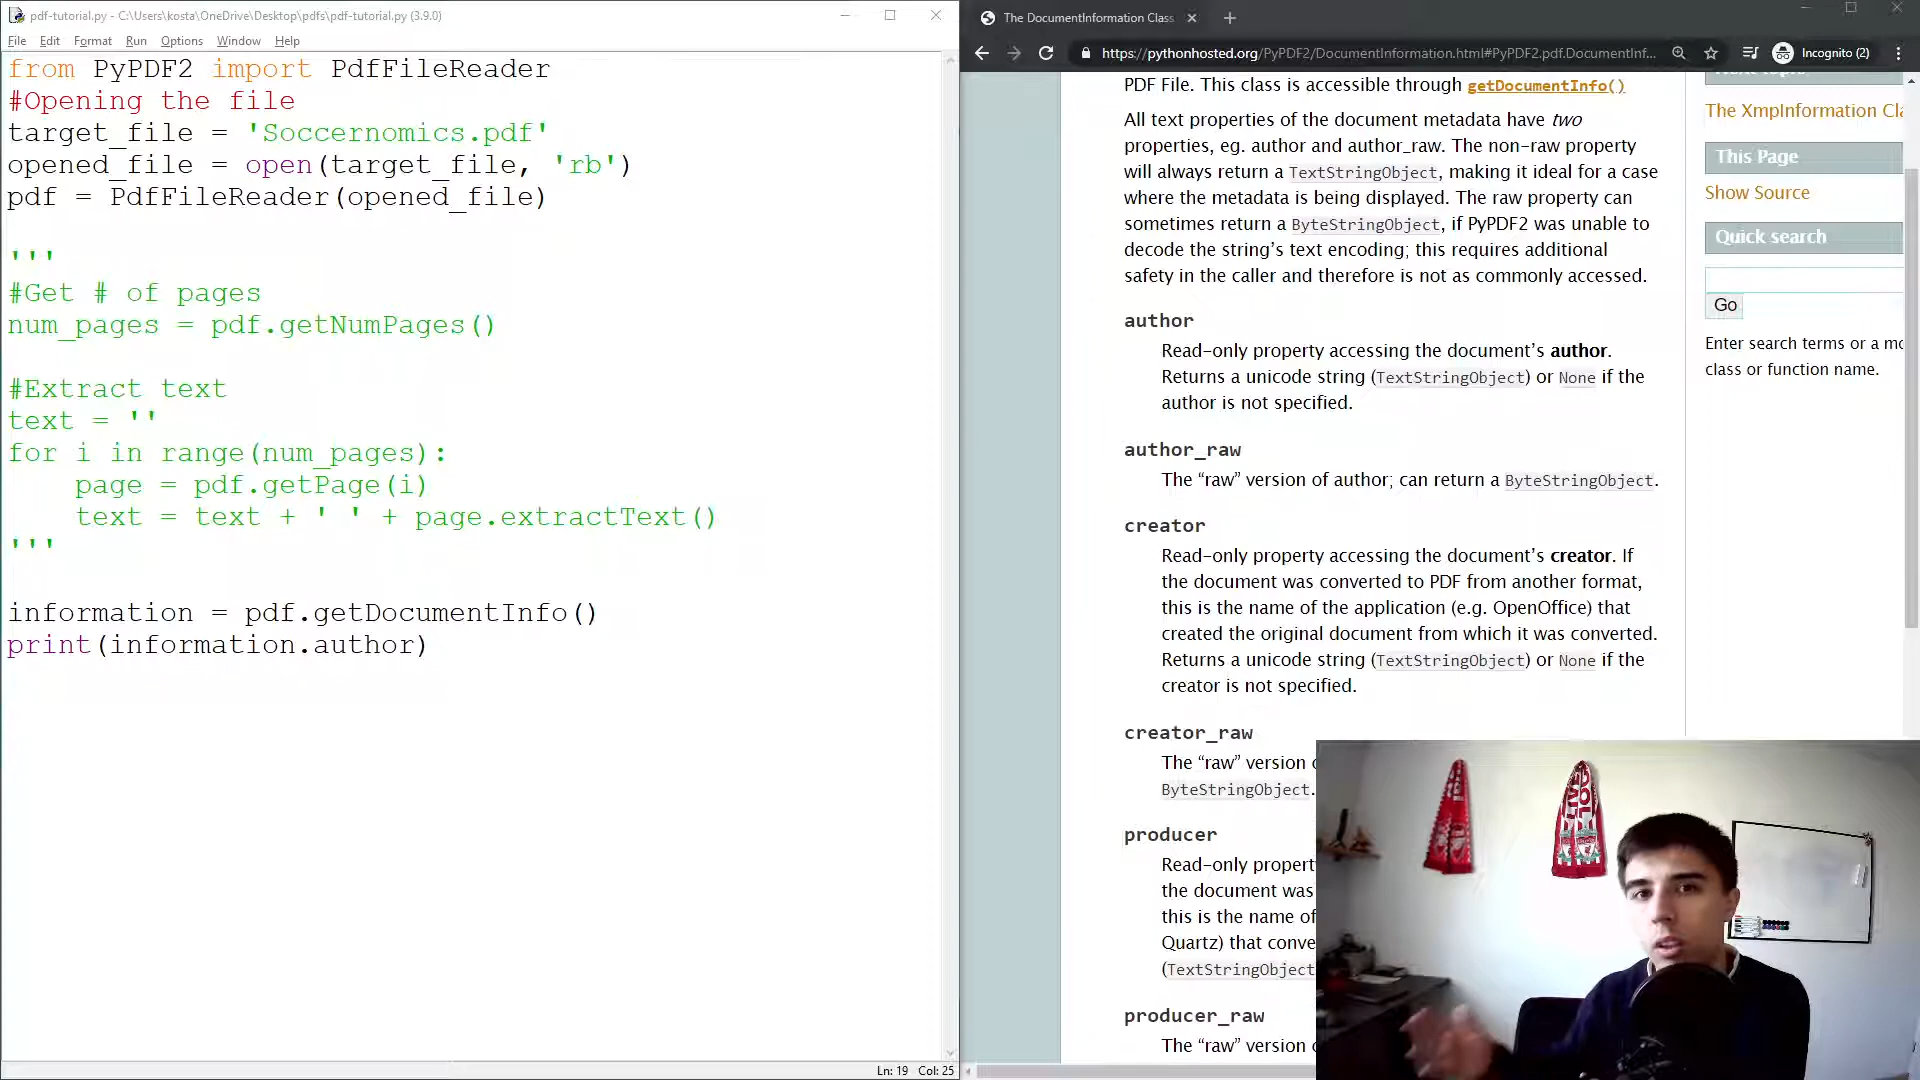 pdf-tutorial.py - C:\Users\kosta\OneDrive\Desktop\pdfs\pdf-tutorial.py (3.9.0)
File Edit Format Run Options Window Help
from PyPDF2 import PdfFileReader
#Opening the file
target_file = 'Soccernomics.pdf'
opened_file = open(target_file, 'rb')
pdf = PdfFileReader(opened_file)
'''
#Get # of pages
num_pages = pdf.getNumPages()
#Extract text
text = ''
for i in range(num_pages):
page = pdf.getPage(i)
text = text + ' ' + page.extractText()
'''
information = pdf.getDocumentInfo()
print(information.author)
Ln: 19 Col: 25
The DocumentInformation Class
https://pythonhosted.org/PyPDF2/DocumentInformation.html#PyPDF2.pdf.DocumentInf...
Incognito (2)
PDF File. This class is accessible through getDocumentInfo()
All text properties of the document metadata have two
properties, eg. author and author_raw. The non-raw property
will always return a TextStringObject, making it ideal for a case
where the metadata is being displayed. The raw property can
sometimes return a ByteStringObject, if PyPDF2 was unable to
decode the string's text encoding; this requires additional
safety in the caller and therefore is not as commonly accessed.
author
Read-only property accessing the document's author.
Returns a unicode string (TextStringObject) or None if the
author is not specified.
author_raw
The “raw” version of author; can return a ByteStringObject.
creator
Read-only property accessing the document's creator. If
the document was converted to PDF from another format,
this is the name of the application (e.g. OpenOffice) that
created the original document from which it was converted.
Returns a unicode string (TextStringObject) or None if the
creator is not specified.
creator_raw
The “raw” version
ByteStringObject.
producer
Read-only
the document was
this is the name of
Quartz) that
(TextStringObject
producer_raw
The “raw” version
The XmpInformation
This Page
Show Source
Quick search
Go
Enter search terms or a
class or function name.